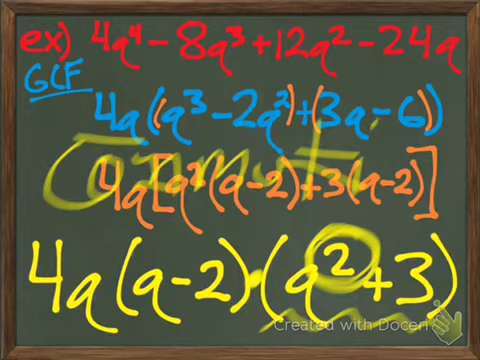 ex) 4a⁴ - 8a³ + 12a² - 24a
GCF
4a((a³ - 2a²) + (3a - 6))
4a[a²(a-2) + 3(a-2)]
4a(a-2)·(a²+3)
Created with Doceri